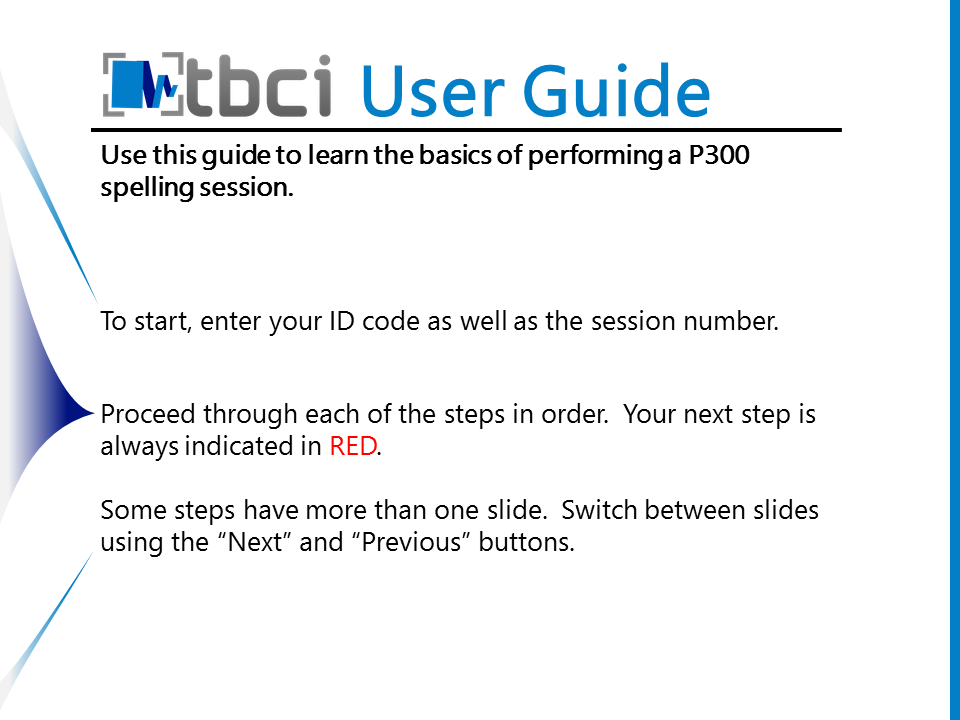 tbci User Guide
Use this guide to learn the basics of performing a P300
spelling session.
To start, enter your ID code as well as the session number.
Proceed through each of the steps in order.  Your next step is
always indicated in RED.
Some steps have more than one slide.  Switch between slides
using the “Next” and “Previous” buttons.